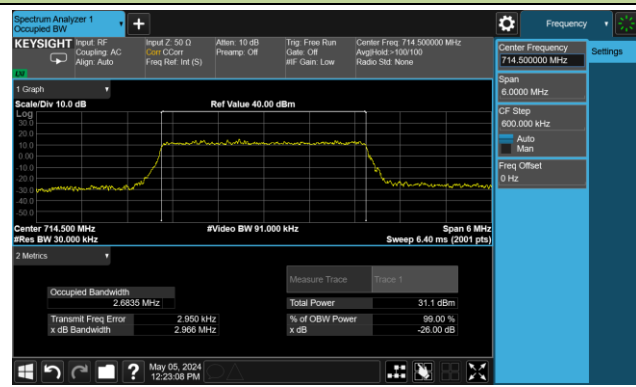 Spectrum Analyzer 1
Occupied BW
Frequency
KEYSIGHT
Input: RF
Coupling: AC
Align: Auto
Input Z: 50 Ω
Corr CCorr
Freq Ref: Int (S)
Atten: 10 dB
Preamp: Off
Trig: Free Run
Gate: Off
#IF Gain: Low
Center Freq: 714.500000 MHz
Avg|Hold:>100/100
Radio Std: None
LXI
Center Frequency
714.500000 MHz
Settings
Span
6.0000 MHz
CF Step
600.000 kHz
Auto
Man
Freq Offset
0 Hz
1 Graph
Scale/Div 10.0 dB
Ref Value 40.00 dBm
Log
30.0
20.0
10.0
0.00
-10.0
-20.0
-30.0
-40.0
-50.0
Center 714.500 MHz
#Video BW 91.000 kHz
Span 6 MHz
#Res BW 30.000 kHz
Sweep 6.40 ms (2001 pts)
2 Metrics
Measure Trace
Trace 1
Occupied Bandwidth
2.6835 MHz
Total Power
31.1 dBm
Transmit Freq Error
2.950 kHz
% of OBW Power
99.00 %
x dB Bandwidth
2.966 MHz
x dB
-26.00 dB
May 05, 2024
12:23:08 PM